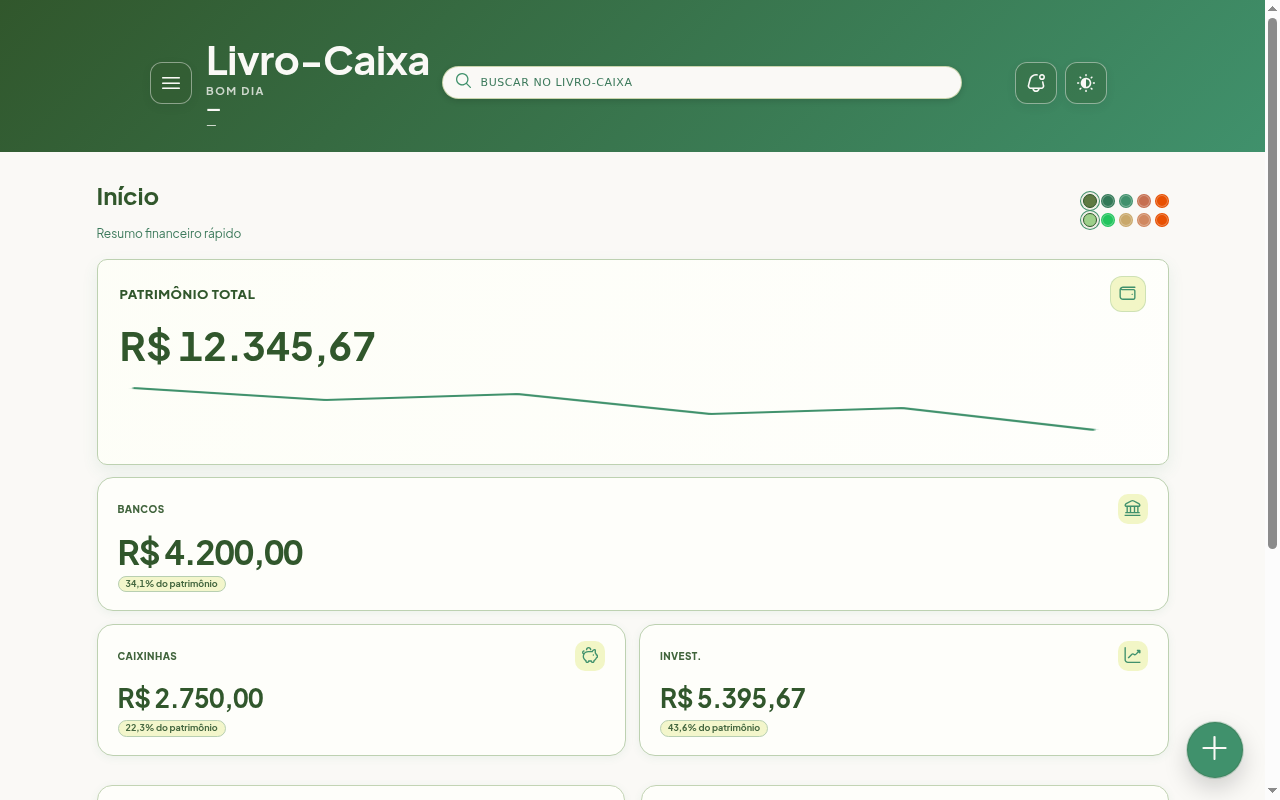 Livro-Caixa
BOM DIA
—
—
BUSCAR NO LIVRO-CAIXA
Início
Resumo financeiro rápido
PATRIMÔNIO TOTAL
R$ 12.345,67
BANCOS
R$ 4.200,00
34,1% do patrimônio
CAIXINHAS
R$ 2.750,00
22,3% do patrimônio
INVEST.
R$ 5.395,67
43,6% do patrimônio